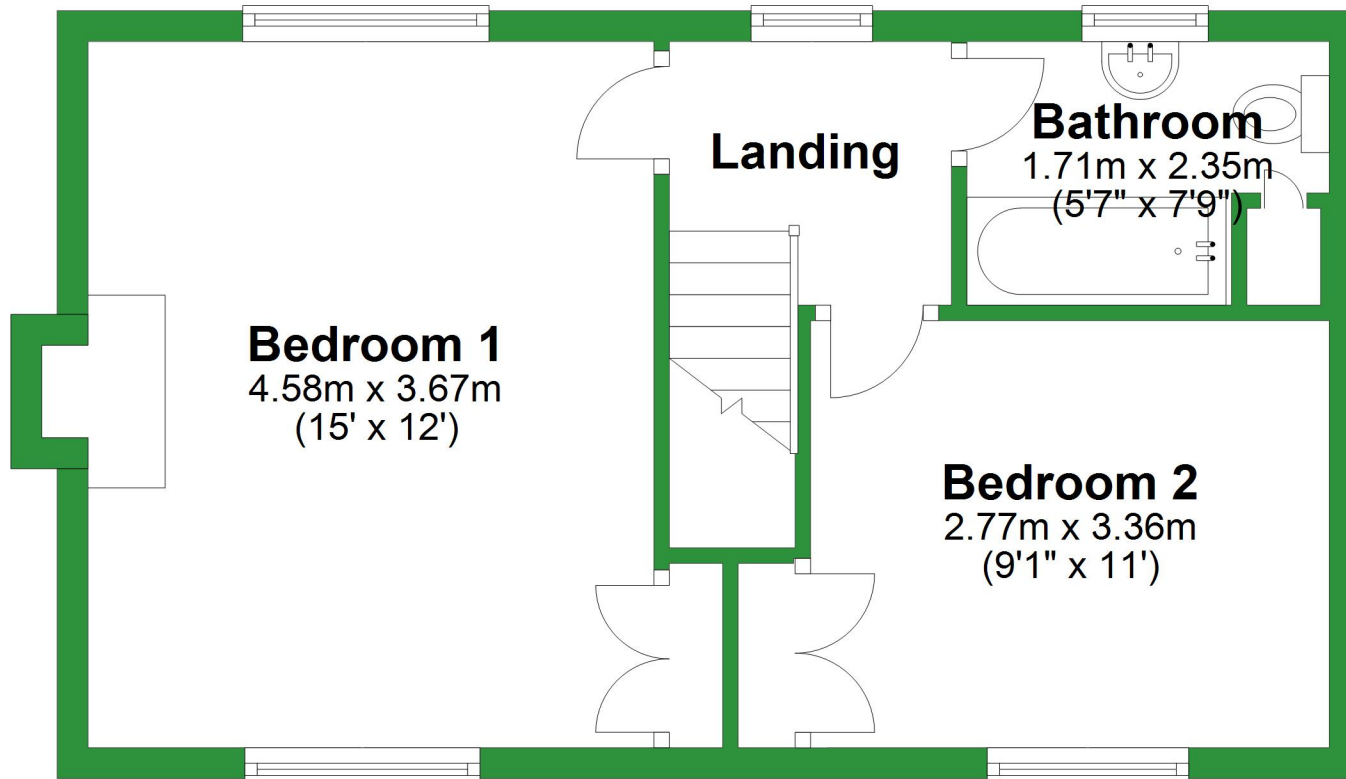 Landing
Bathroom
1.71m x 2.35m
(5'7" x 7'9")
Bedroom 1
4.58m x 3.67m
(15' x 12')
Bedroom 2
2.77m x 3.36m
(9'1" x 11')